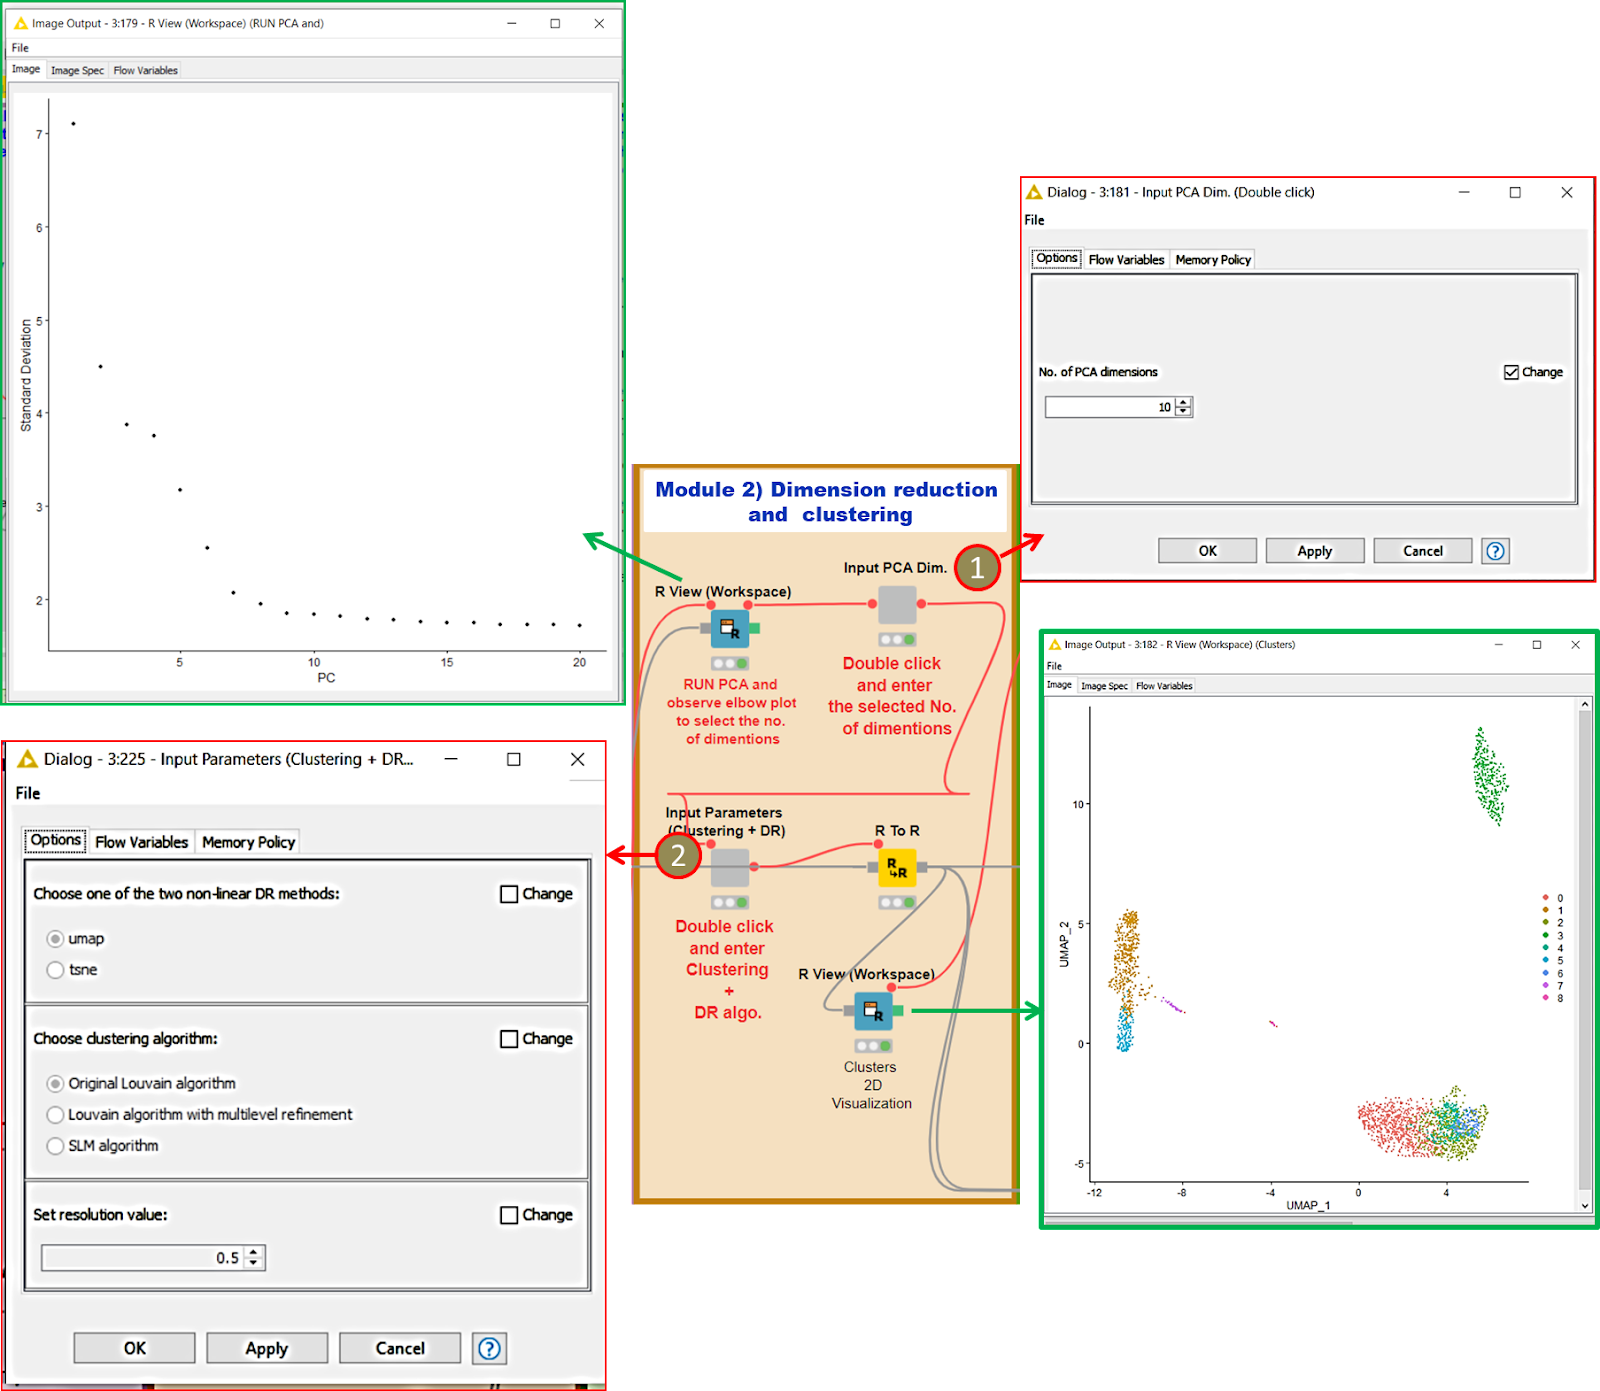 Image Output - 3:179 - R View (Workspace) (RUN PCA and)
File
Image Image Spec Flow Variables
7
6
5
4
3
2
Standard Deviation
5 10 15 20
PC
Dialog - 3:181 - Input PCA Dim. (Double click)
File
Options Flow Variables Memory Policy
No. of PCA dimensions Change
10
OK Apply Cancel ?
Module 2) Dimension reduction
and clustering
Input PCA Dim. 1
R View (Workspace)
R
RUN PCA and
observe elbow plot
to select the no.
of dimentions
Double click
and enter
the selected No.
of dimentions
Input Parameters
(Clustering + DR)
2
R To R
R
R
Double click
and enter
Clustering
+
DR algo.
R View (Workspace)
R
Clusters
2D
Visualization
Dialog - 3:225 - Input Parameters (Clustering + DR...
File
Options Flow Variables Memory Policy
Choose one of the two non-linear DR methods: Change
umap
tsne
Choose clustering algorithm: Change
Original Louvain algorithm
Louvain algorithm with multilevel refinement
SLM algorithm
Set resolution value: Change
0.5
OK Apply Cancel ?
Image Output - 3:182 - R View (Workspace) (Clusters)
File
Image Image Spec Flow Variables
10
5
0
-5
UMAP_2
-12 -8 -4 0 4
UMAP_1
0
1
2
3
4
5
6
7
8